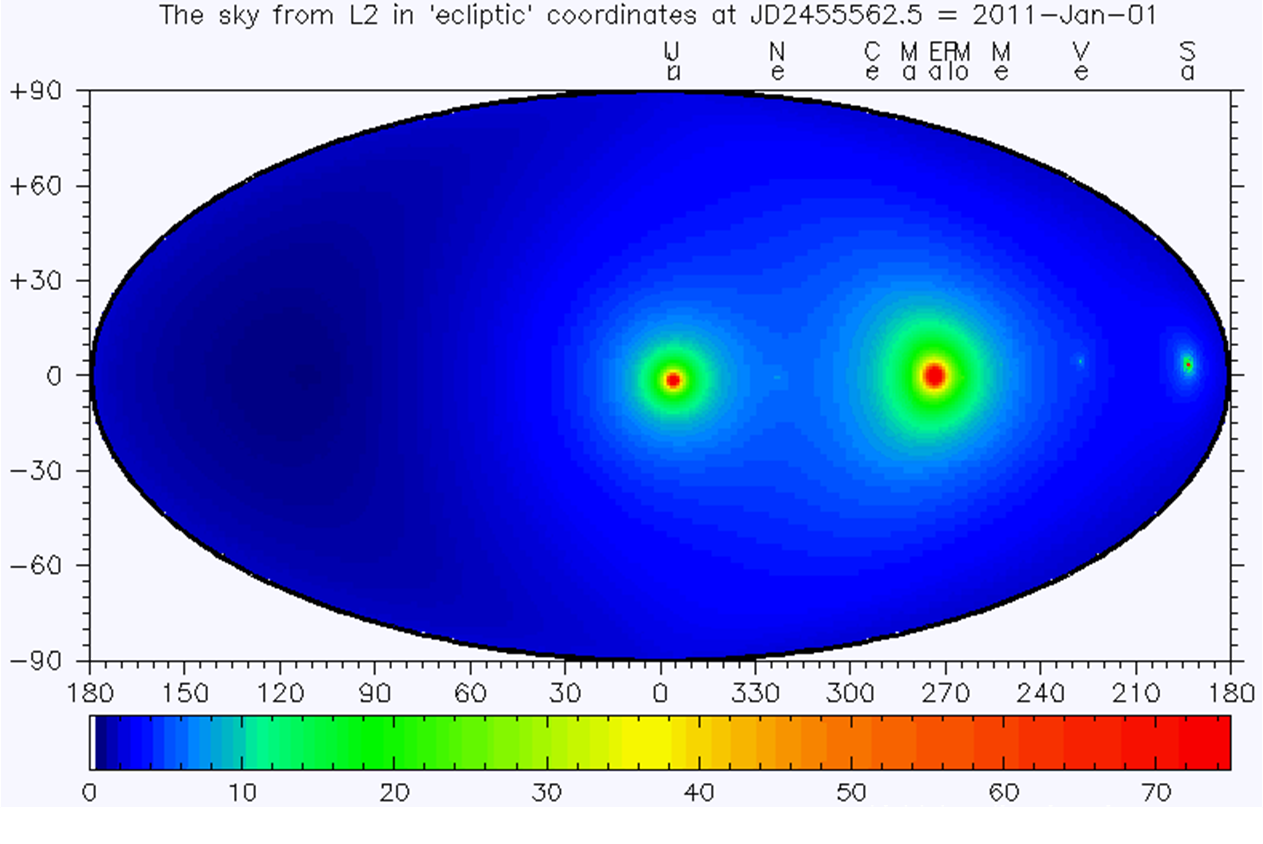 The sky from L2 in 'ecliptic' coordinates at JD2455562.5 = 2011-Jan-01
N C M M V S
e e a e e a
+90
+60
+30
0
-30
-60
-90
180 150 120 90 60 30 0 330 300 270 240 210 180
0 10 20 30 40 50 60 70